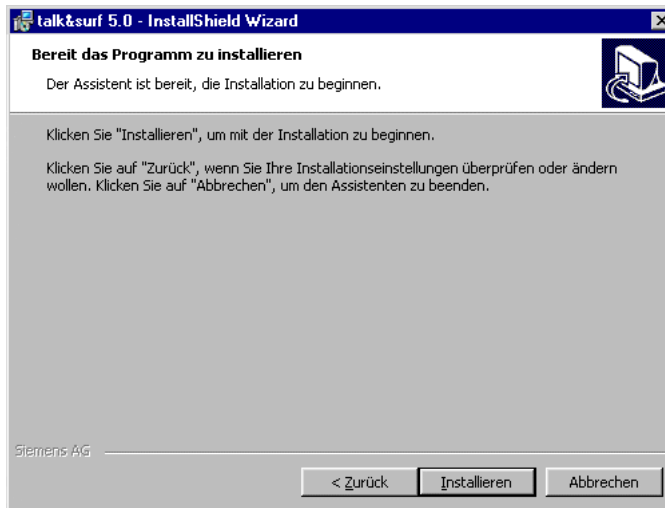 talk&surf 5.0 - InstallShield Wizard
Bereit das Programm zu installieren
Der Assistent ist bereit, die Installation zu beginnen.
Klicken Sie "Installieren", um mit der Installation zu beginnen.
Klicken Sie auf "Zurück", wenn Sie Ihre Installationseinstellungen überprüfen oder ändern
wollen. Klicken Sie auf "Abbrechen", um den Assistenten zu beenden.
Siemens AG
< Zurück Installieren Abbrechen